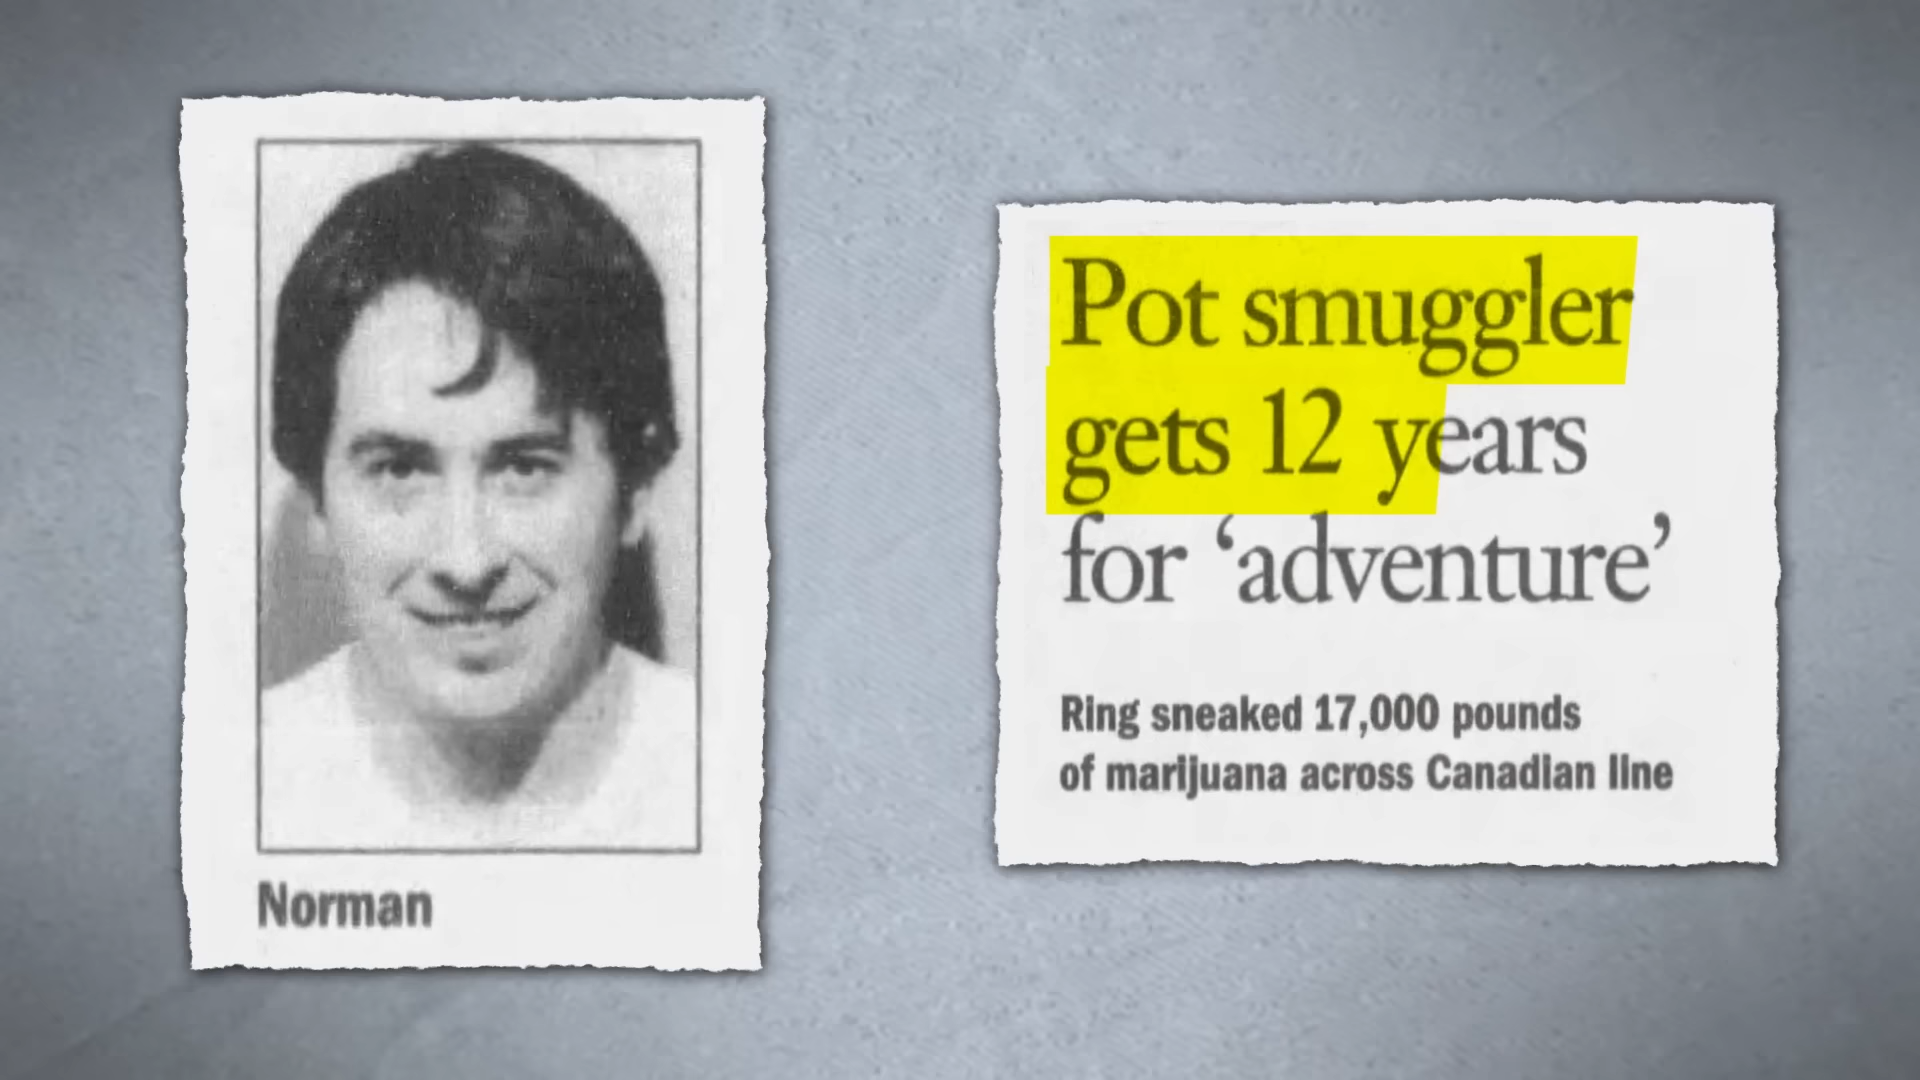 Norman
Pot smuggler
gets 12 years
for ‘adventure’
Ring sneaked 17,000 pounds
of marijuana across Canadian line